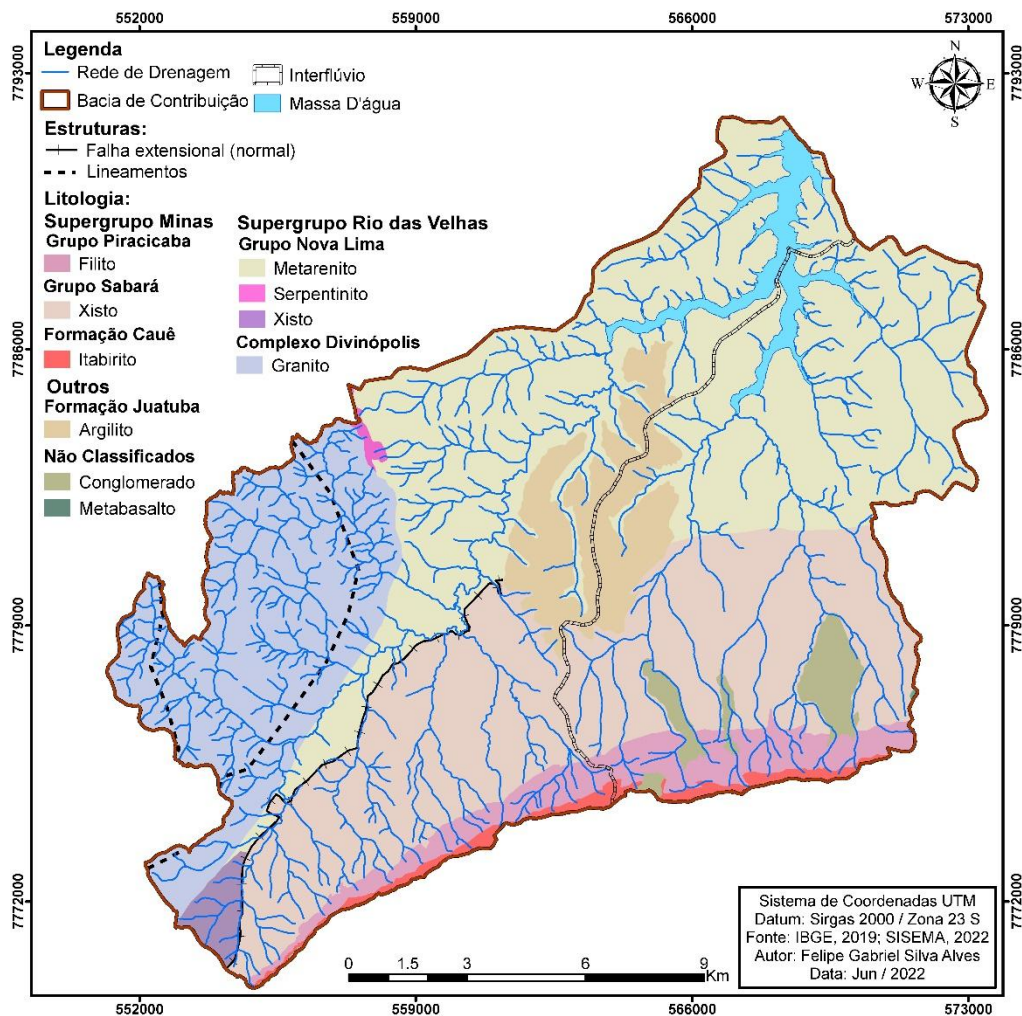 552000 559000 566000 573000
7793000 7793000
Legenda
Rede de Drenagem Interflúvio
Bacia de Contribuição Massa D'água
Estruturas:
Falha extensional (normal)
Lineamentos
Litologia:
Supergrupo Minas
Grupo Piracicaba
Filito
Grupo Sabará
Xisto
Formação Cauê
Itabirito
Outros
Formação Juatuba
Argilito
Não Classificados
Conglomerado
Metabasalto
Supergrupo Rio das Velhas
Grupo Nova Lima
Metarenito
Serpentinito
Xisto
Complexo Divinópolis
Granito
N
W E
S
7786000 7786000
7779000 7779000
7772000 7772000
0 1.5 3 6 9
Km
Sistema de Coordenadas UTM
Datum: Sirgas 2000 / Zona 23 S
Fonte: IBGE, 2019; SISEMA, 2022
Autor: Felipe Gabriel Silva Alves
Data: Jun / 2022
552000 559000 566000 573000